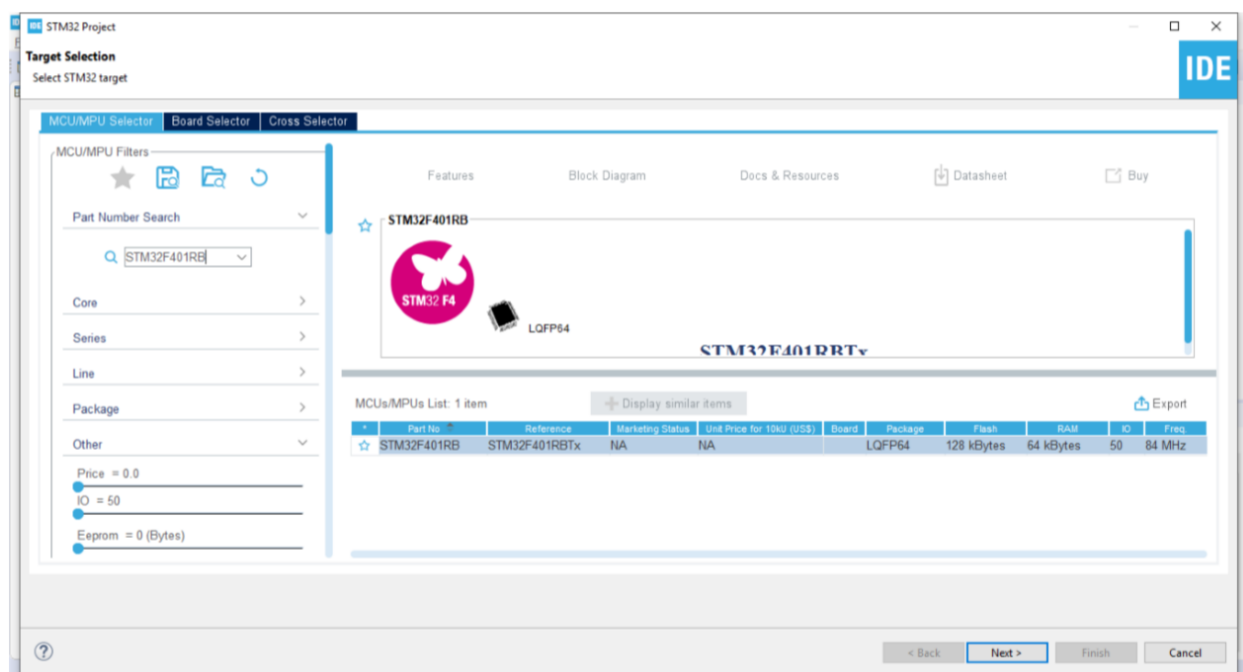 IDE STM32 Project
Target Selection
Select STM32 target
IDE
MCU/MPU Selector Board Selector Cross Selector
MCU/MPU Filters
Features Block Diagram Docs & Resources Datasheet Buy
Part Number Search
STM32F401RB
STM32F401RB
STM32 F4
LQFP64
STM32F401RBTx
Core
Series
Line
Package
Other
Price = 0.0
IO = 50
Eeprom = 0 (Bytes)
MCUs/MPUs List: 1 item
Display similar items
Export
* Part No Reference Marketing Status Unit Price for 10kU (US$) Board Package Flash RAM IO Freq.
STM32F401RB STM32F401RBTx NA NA LQFP64 128 kBytes 64 kBytes 50 84 MHz
?
< Back Next > Finish Cancel